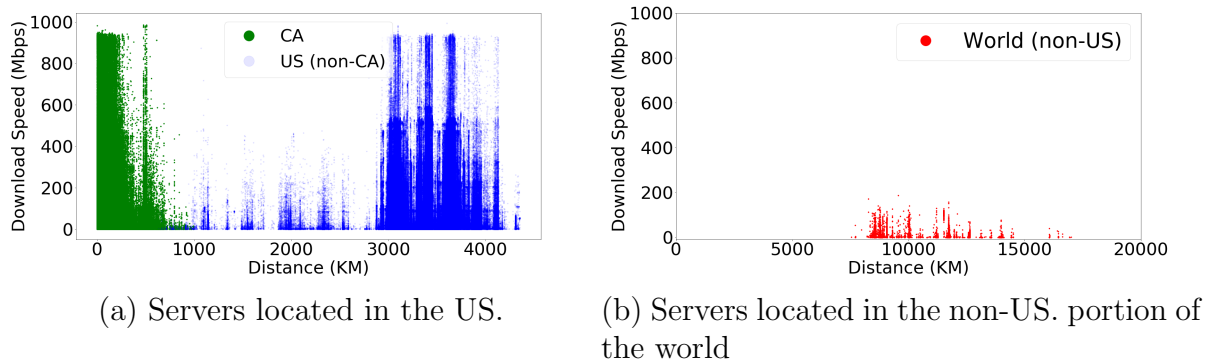 1000
800
600
400
200
0
Download Speed (Mbps)
CA
US (non-CA)
0
1000
2000
3000
4000
Distance (KM)
(a) Servers located in the US.
1000
800
600
400
200
0
Download Speed (Mbps)
World (non-US)
0
5000
10000
15000
20000
Distance (KM)
(b) Servers located in the non-US. portion of
the world